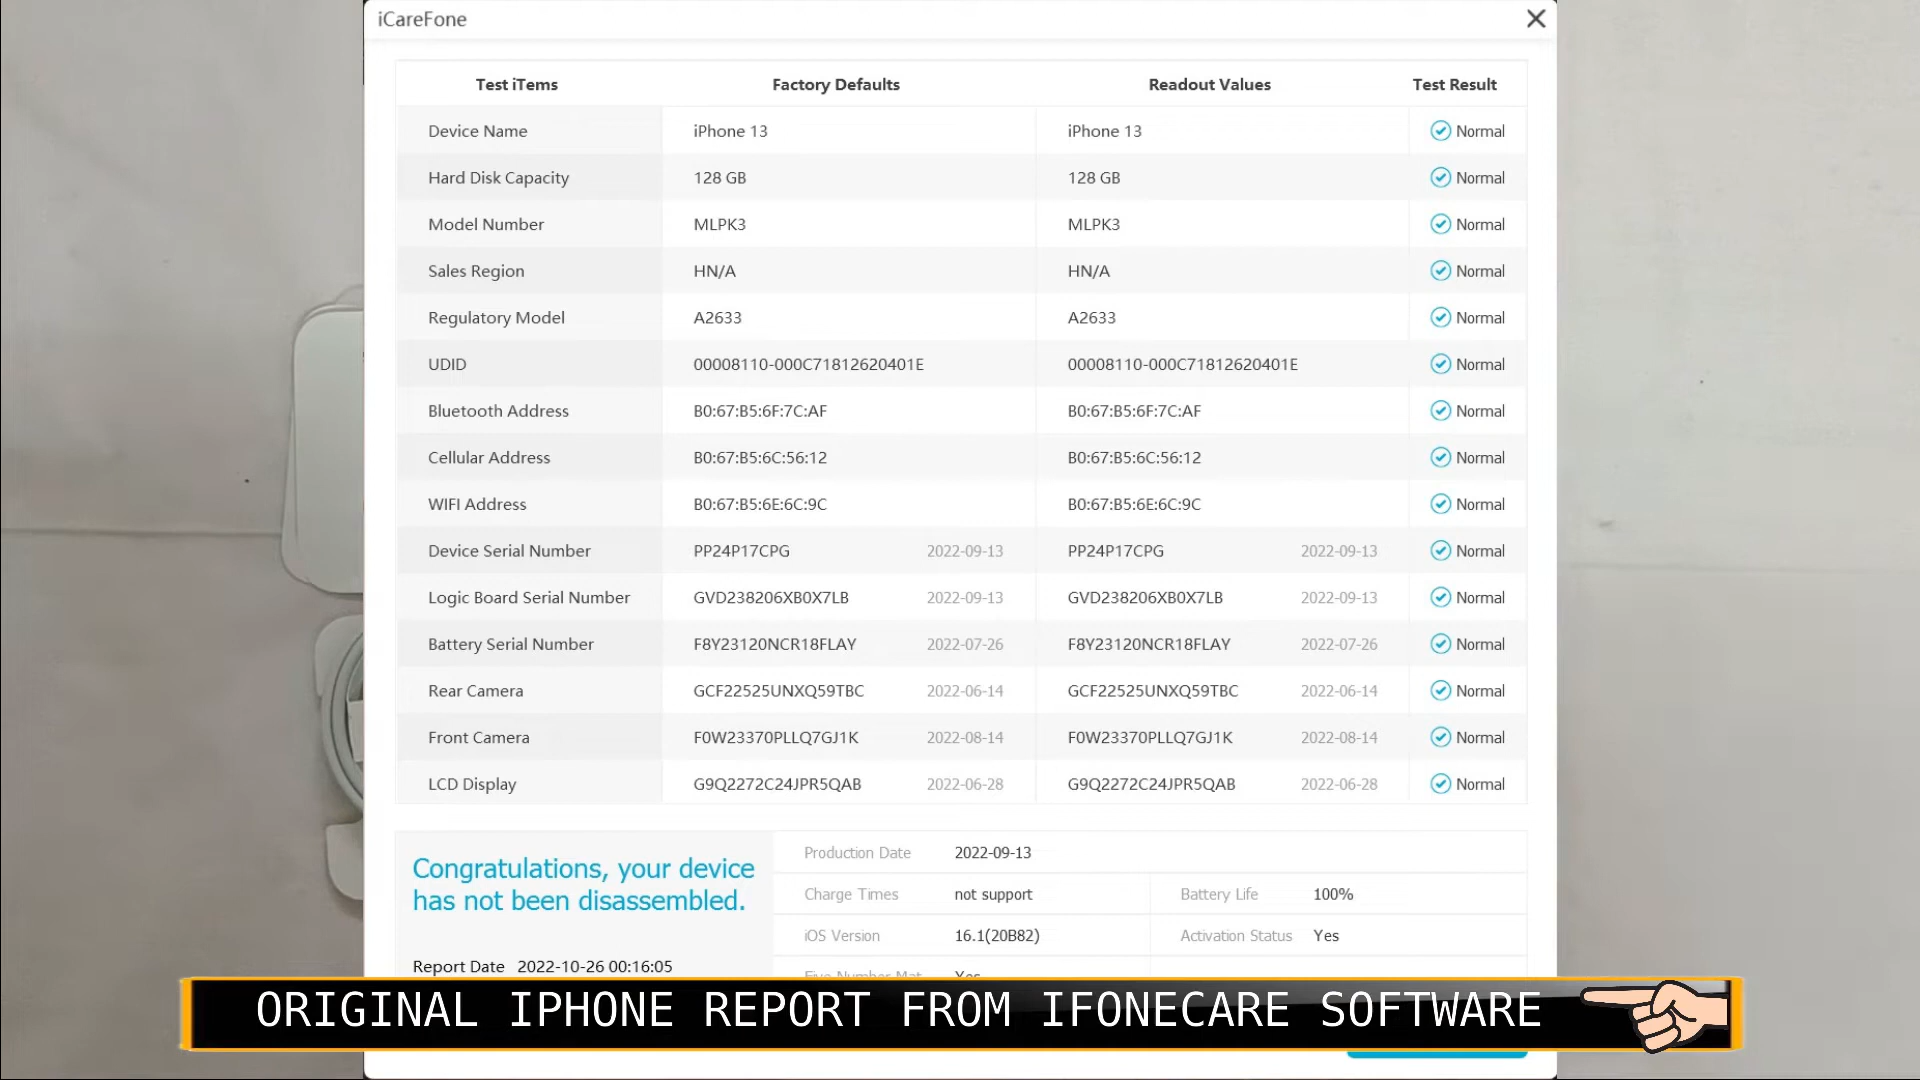 iCareFone
Test iTems Factory Defaults Readout Values Test Result
Device Name iPhone 13 iPhone 13 Normal
Hard Disk Capacity 128 GB 128 GB Normal
Model Number MLPK3 MLPK3 Normal
Sales Region HN/A HN/A Normal
Regulatory Model A2633 A2633 Normal
UDID 00008110-000C71812620401E 00008110-000C71812620401E Normal
Bluetooth Address B0:67:B5:6F:7C:AF B0:67:B5:6F:7C:AF Normal
Cellular Address B0:67:B5:6C:56:12 B0:67:B5:6C:56:12 Normal
WIFI Address B0:67:B5:6E:6C:9C B0:67:B5:6E:6C:9C Normal
Device Serial Number PP24P17CPG 2022-09-13 PP24P17CPG 2022-09-13 Normal
Logic Board Serial Number GVD238206XB0X7LB 2022-09-13 GVD238206XB0X7LB 2022-09-13 Normal
Battery Serial Number F8Y23120NCR18FLAY 2022-07-26 F8Y23120NCR18FLAY 2022-07-26 Normal
Rear Camera GCF22525UNXQ59TBC 2022-06-14 GCF22525UNXQ59TBC 2022-06-14 Normal
Front Camera F0W23370PLLQ7GJ1K 2022-08-14 F0W23370PLLQ7GJ1K 2022-08-14 Normal
LCD Display G9Q2272C24JPR5QAB 2022-06-28 G9Q2272C24JPR5QAB 2022-06-28 Normal
Congratulations, your device
has not been disassembled.
Report Date 2022-10-26 00:16:05
Production Date 2022-09-13
Charge Times not support Battery Life 100%
iOS Version 16.1(20B82) Activation Status Yes
Five Number Mat Yes
ORIGINAL IPHONE REPORT FROM IFONECARE SOFTWARE